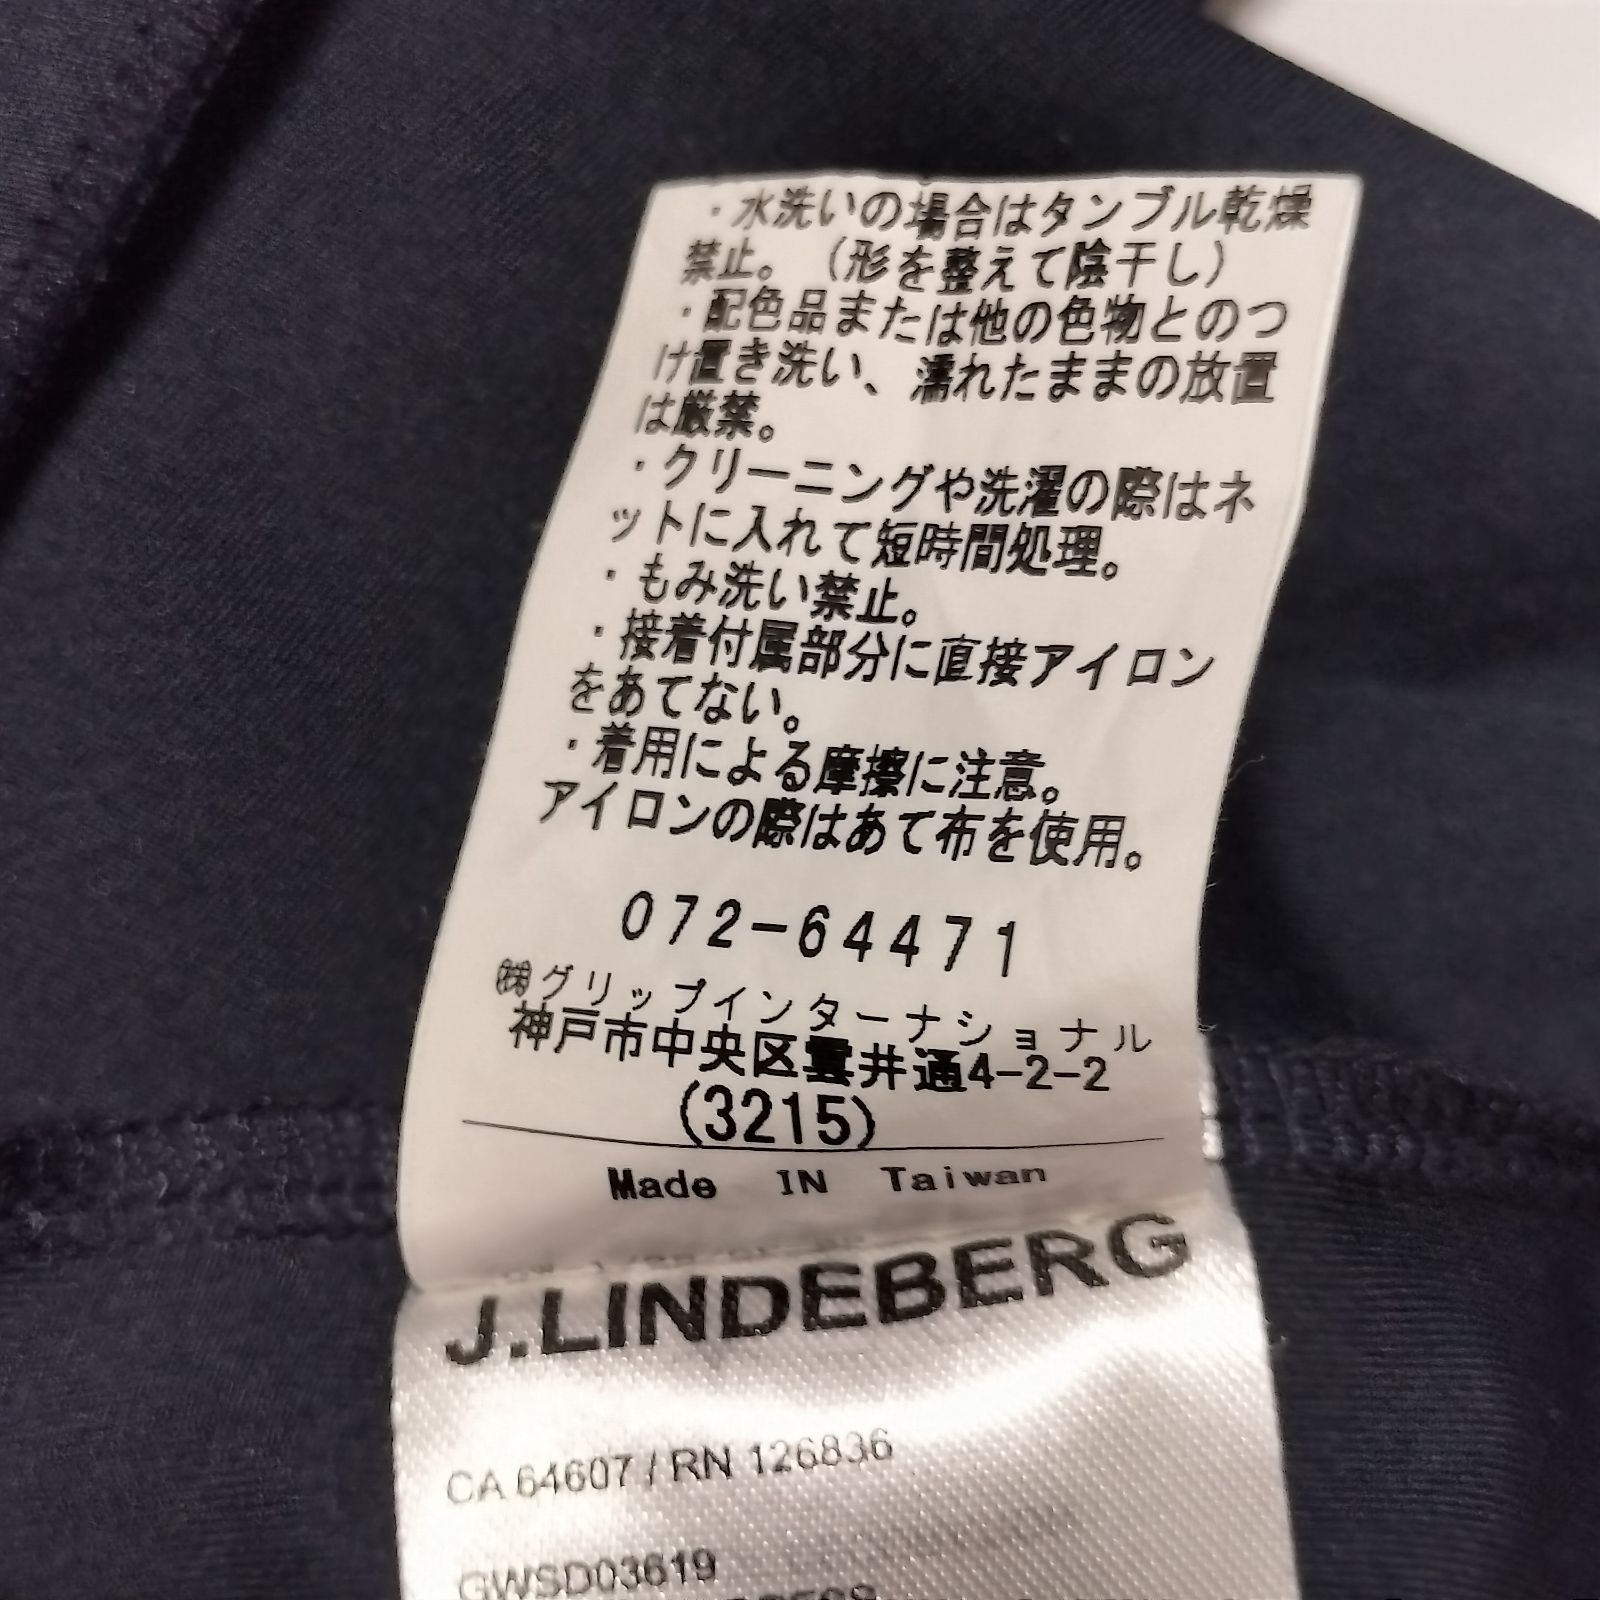 ・水洗いの場合はタンブル乾燥
禁止。（形を整えて陰干し）
・配色品または他の色物とのつ
け置き洗い、濡れたままの放置
は厳禁。
・クリーニングや洗濯の際はネ
ットに入れて短時間処理。
・もみ洗い禁止。
・接着付属部分に直接アイロン
をあてない。
・着用による摩擦に注意。
アイロンの際はあて布を使用。
072-64471
㈱グリップインターナショナル
神戸市中央区雲井通4-2-2
(3215)
Made IN Taiwan
J.LINDEBERG
CA 64607 / RN 126836
GWSD03619